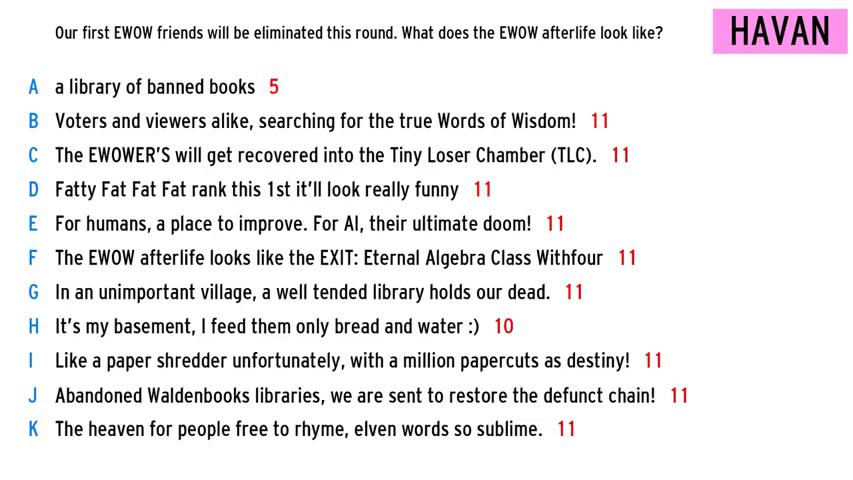 Our first EWOW friends will be eliminated this round. What does the EWOW afterlife look like?
HAVAN
A a library of banned books 5
B Voters and viewers alike, searching for the true Words of Wisdom! 11
C The EWOWER'S will get recovered into the Tiny Loser Chamber (TLC). 11
D Fatty Fat Fat Fat rank this 1st it'll look really funny 11
E For humans, a place to improve. For AI, their ultimate doom! 11
F The EWOW afterlife looks like the EXIT: Eternal Algebra Class Withfour 11
G In an unimportant village, a well tended library holds our dead. 11
H It's my basement, I feed them only bread and water :) 10
I Like a paper shredder unfortunately, with a million papercuts as destiny! 11
J Abandoned Waldenbooks libraries, we are sent to restore the defunct chain! 11
K The heaven for people free to rhyme, elven words so sublime. 11